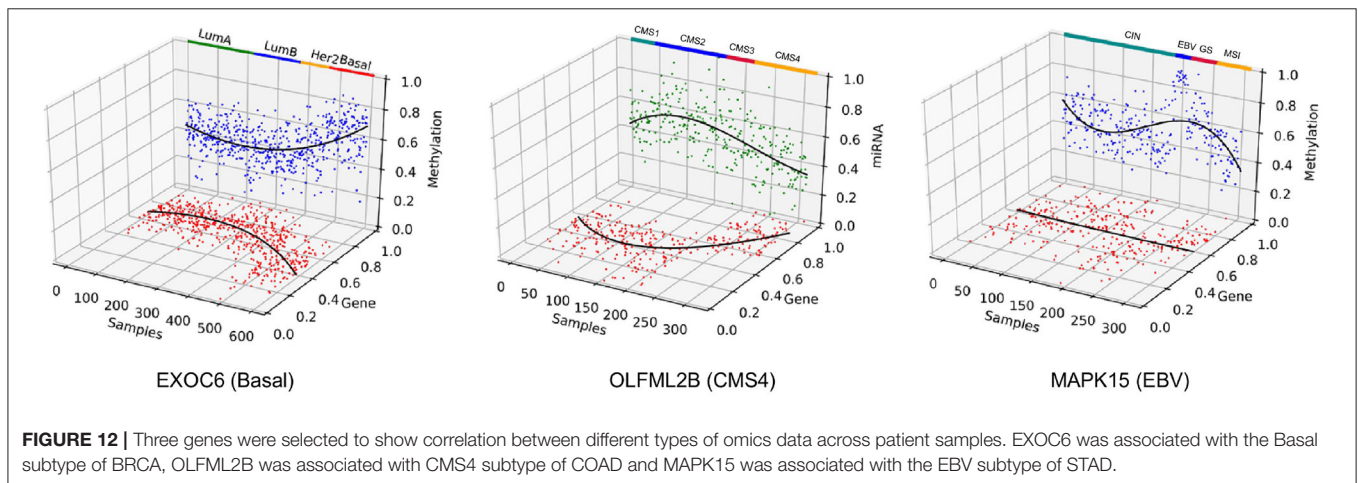 LumA LumB Her2 Basal
1.0
0.8
0.6
0.4
0.2
0.0
Methylation
1.0
0.8
0.6
0.4
0.2
0.0
Gene
0 100 200 300 400 500 600
Samples
EXOC6 (Basal)
CMS1 CMS2 CMS3 CMS4
1.0
0.8
0.6
0.4
0.2
0.0
miRNA
1.0
0.8
0.6
0.4
0.2
0.0
Gene
0 50 100 150 200 250 300
Samples
OLFML2B (CMS4)
CIN EBV GS MSI
1.0
0.8
0.6
0.4
0.2
0.0
Methylation
1.0
0.8
0.6
0.4
0.2
0.0
Gene
0 50 100 150 200 250 300
Samples
MAPK15 (EBV)
FIGURE 12 | Three genes were selected to show correlation between different types of omics data across patient samples. EXOC6 was associated with the Basal
subtype of BRCA, OLFML2B was associated with CMS4 subtype of COAD and MAPK15 was associated with the EBV subtype of STAD.